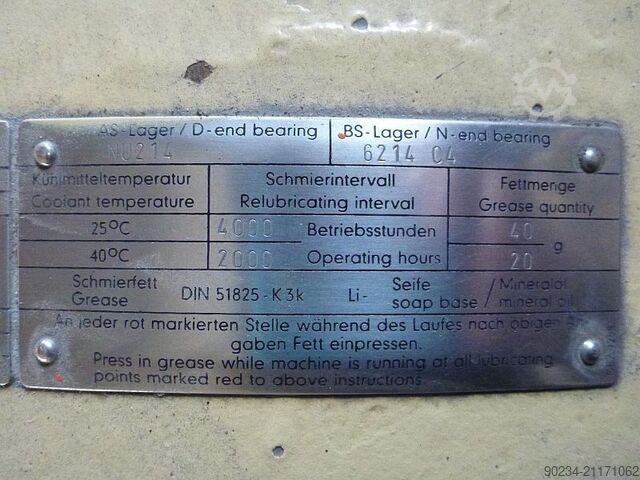 AS-Lager / D-end bearing BS-Lager / N-end bearing
NU214 6214 C4
Kühlmitteltemperatur Schmierintervall Fettmenge
Coolant temperature Relubricating interval Grease quantity
25°C 4000 Betriebsstunden 40
g
40°C 2000 Operating hours 20
Schmierfett Seife Mineralöl
DIN 51825-K3k Li- / 
Grease soap base mineral oil
An jeder rot markierten Stelle während des Laufes nach obigen An
gaben Fett einpressen.
Press in grease while machine is running at all lubricating
points marked red to above instructions.
90234-21171062